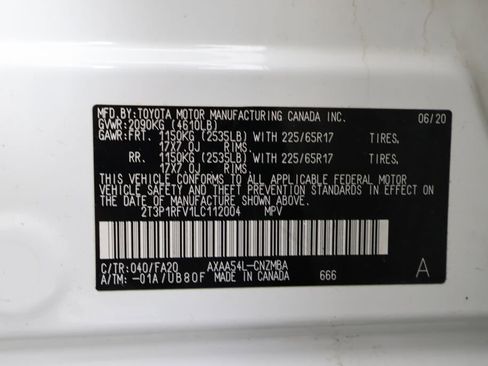 MFD.BY:TOYOTA MOTOR MANUFACTURING CANADA INC. 06/20
GVWR:2090KG (4610LB)
GAWR:FRT. 1150KG (2535LB) WITH 225/65R17 TIRES.
17X7.0J RIMS.
RR. 1150KG (2535LB) WITH 225/65R17 TIRES.
17X7.0J RIMS.
THIS VEHICLE CONFORMS TO ALL APPLICABLE FEDERAL MOTOR
VEHICLE SAFETY AND THEFT PREVENTION STANDARDS IN EFFECT
ON THE DATE OF MANUFACTURE SHOWN ABOVE.
2T3P1RFV1LC112004 MPV
C/TR:040/FA20 AXAA54L-CNZMBA 666 A
A/TM: -01A/UB80F MADE IN CANADA